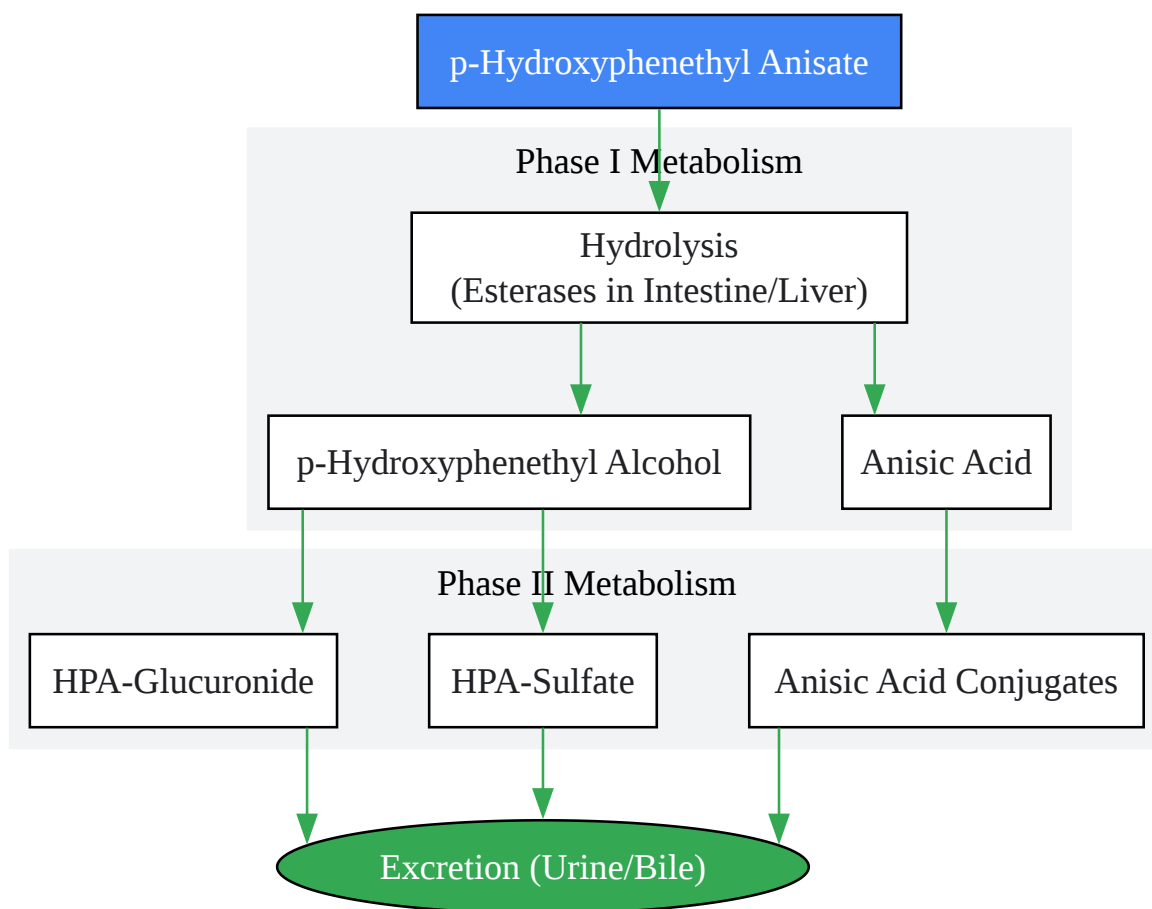 p-Hydroxyphenethyl Anisate
Phase I Metabolism
Hydrolysis
(Esterases in Intestine/Liver)
p-Hydroxyphenethyl Alcohol
Anisic Acid
Phase II Metabolism
HPA-Glucuronide
HPA-Sulfate
Anisic Acid Conjugates
Excretion (Urine/Bile)